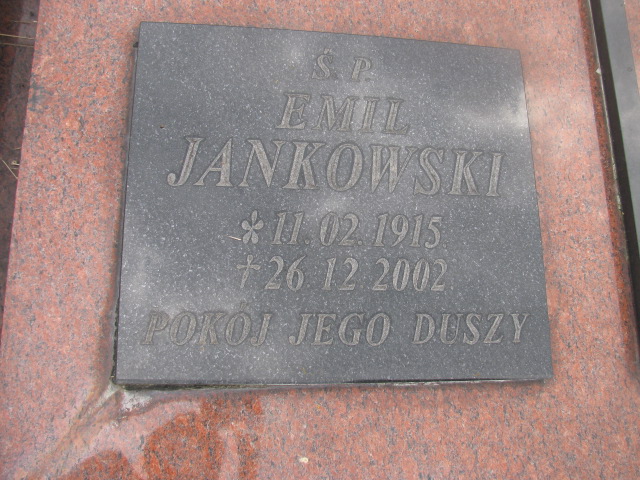 Ś. P.
EMIL
JANKOWSKI
* 11. 02. 1915
† 26. 12. 2002
POKÓJ JEGO DUSZY